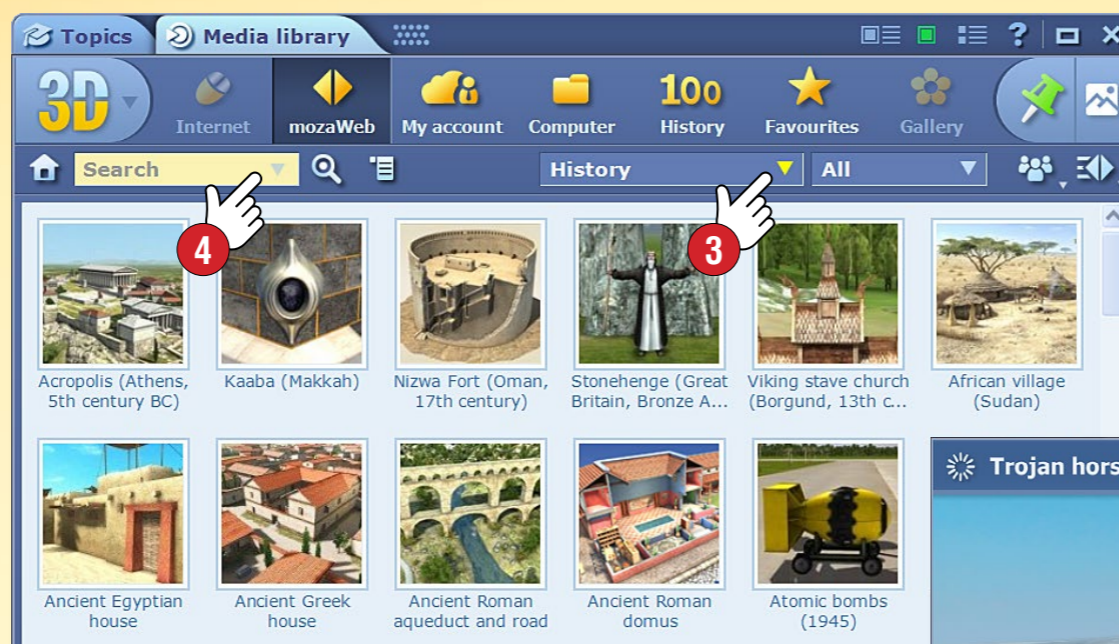 Topics
Media library
?
3D
Internet
mozaWeb
My account
Computer
100
History
Favourites
Gallery
Search
History
All
4
3
Acropolis (Athens,
5th century BC)
Kaaba (Makkah)
Nizwa Fort (Oman,
17th century)
Stonehenge (Great
Britain, Bronze A...
Viking stave church
(Borgund, 13th c...
African village
(Sudan)
Trojan hors
Ancient Egyptian
house
Ancient Greek
house
Ancient Roman
aqueduct and road
Ancient Roman
domus
Atomic bombs
(1945)